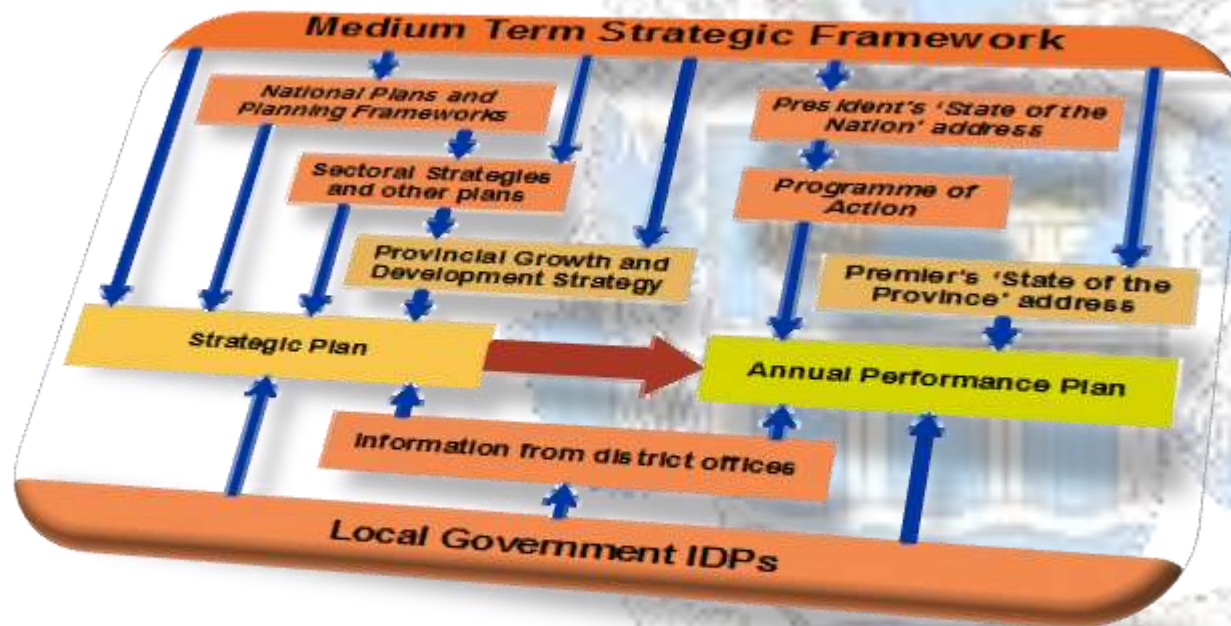 Medium Term Strategic Framework
National Plans and
Planning Frameworks
President's 'State of the
Nation' address
Sectoral Strategies
and other plans
Programme of
Action
Provincial Growth and
Development Strategy
Premier's 'State of the
Province' address
Strategic Plan
Annual Performance Plan
Information from district offices
Local Government IDPs